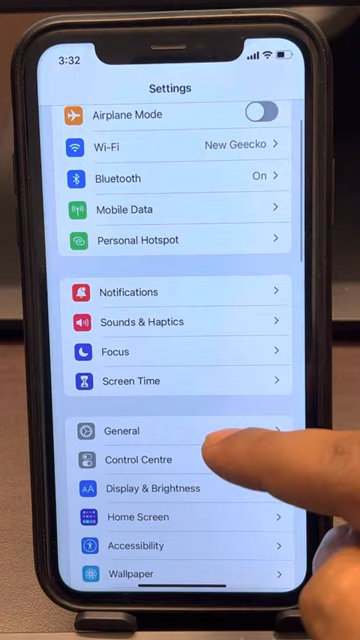 3:32
Settings
Airplane Mode
Wi-Fi New Geecko
Bluetooth On
Mobile Data
Personal Hotspot
Notifications
Sounds & Haptics
Focus
Screen Time
General
Control Centre
AA Display & Brightness
Home Screen
Accessibility
Wallpaper